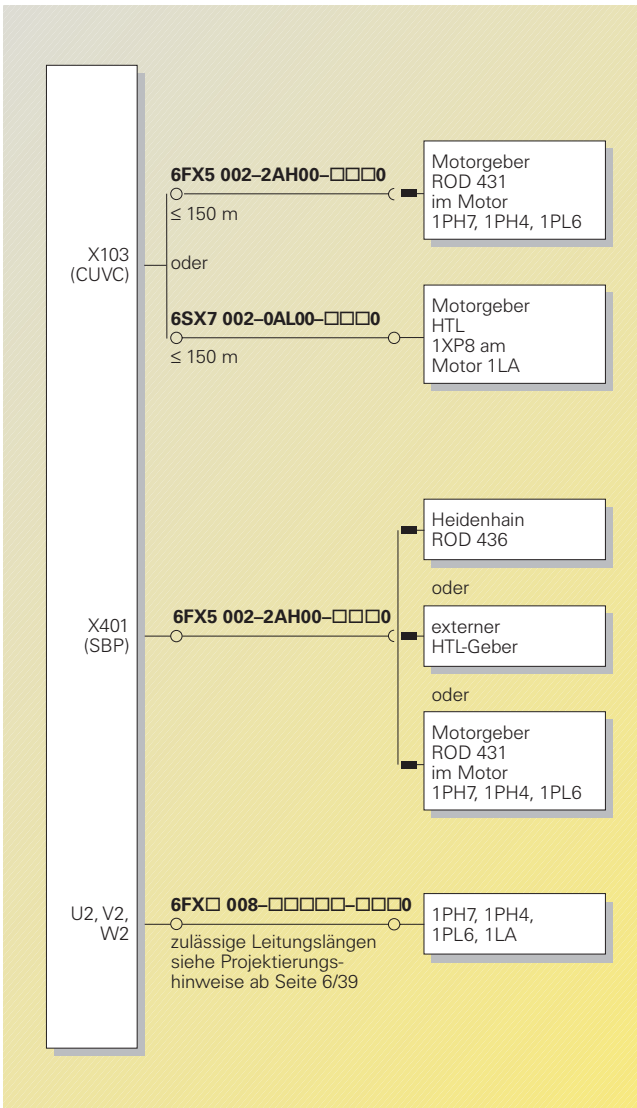 6FX5 002–2AH00–□□□0
≤ 150 m
Motorgeber
ROD 431
im Motor
1PH7, 1PH4, 1PL6
X103
(CUVC)
oder
6SX7 002–0AL00–□□□0
≤ 150 m
Motorgeber
HTL
1XP8 am
Motor 1LA
Heidenhain
ROD 436
oder
X401
(SBP)
6FX5 002–2AH00–□□□0
externer
HTL-Geber
oder
Motorgeber
ROD 431
im Motor
1PH7, 1PH4, 1PL6
U2, V2,
W2
6FX□ 008–□□□□□–□□□0
zulässige Leitungslängen
siehe Projektierungs-
hinweise ab Seite 6/39
1PH7, 1PH4,
1PL6, 1LA